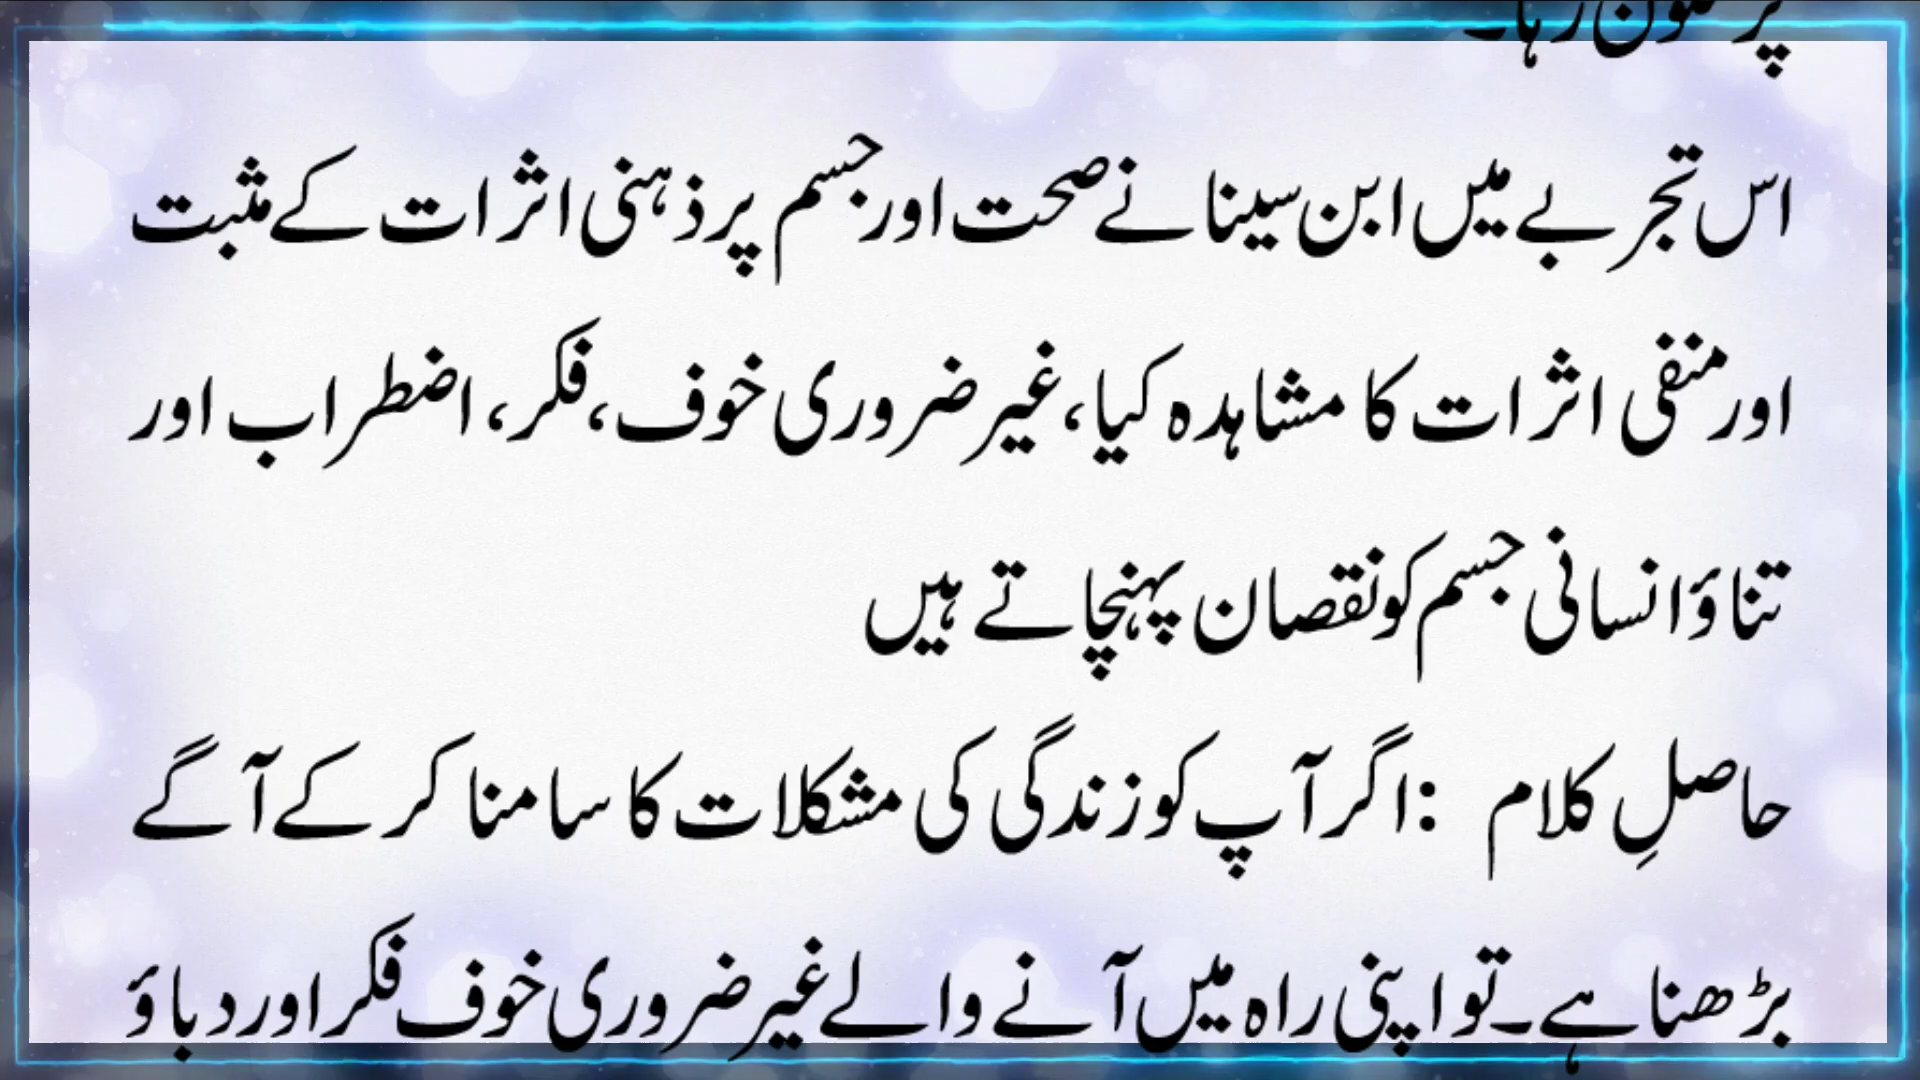 رہا۔
اس تجربے میں ابن سینا نے صحت اور جسم پر ذہنی اثرات کے مثبت
اور منفی اثرات کا مشاہدہ کیا، غیر ضروری خوف، فکر، اضطراب اور
تناؤ انسانی جسم کو نقصان پہنچاتے ہیں
حاصلِ کلام :اگر آپ کو زندگی کی مشکلات کا سامنا کر کے آگے
بڑھنا ہے۔ تو اپنی راہ میں آنے والے غیر ضروری خوف فکر اور دباؤ